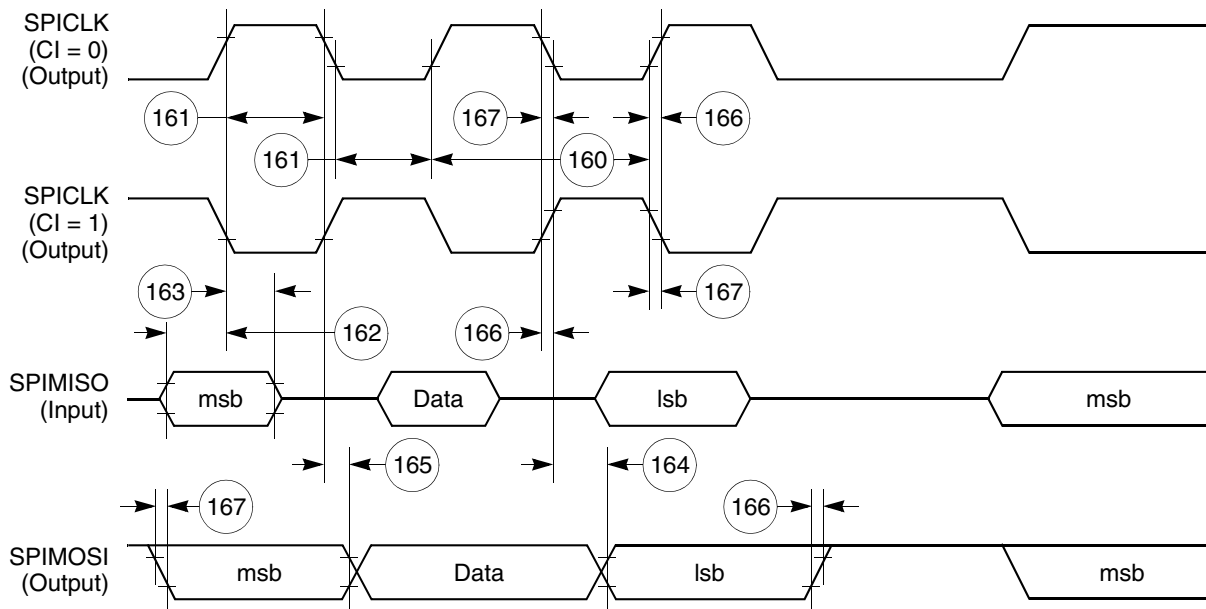 SPICLK
(CI = 0)
(Output)
161
167
166
161
160
SPICLK
(CI = 1)
(Output)
163
167
162
166
SPIMISO
(Input)
msb
Data
lsb
msb
165
164
167
166
SPIMOSI
(Output)
msb
Data
lsb
msb